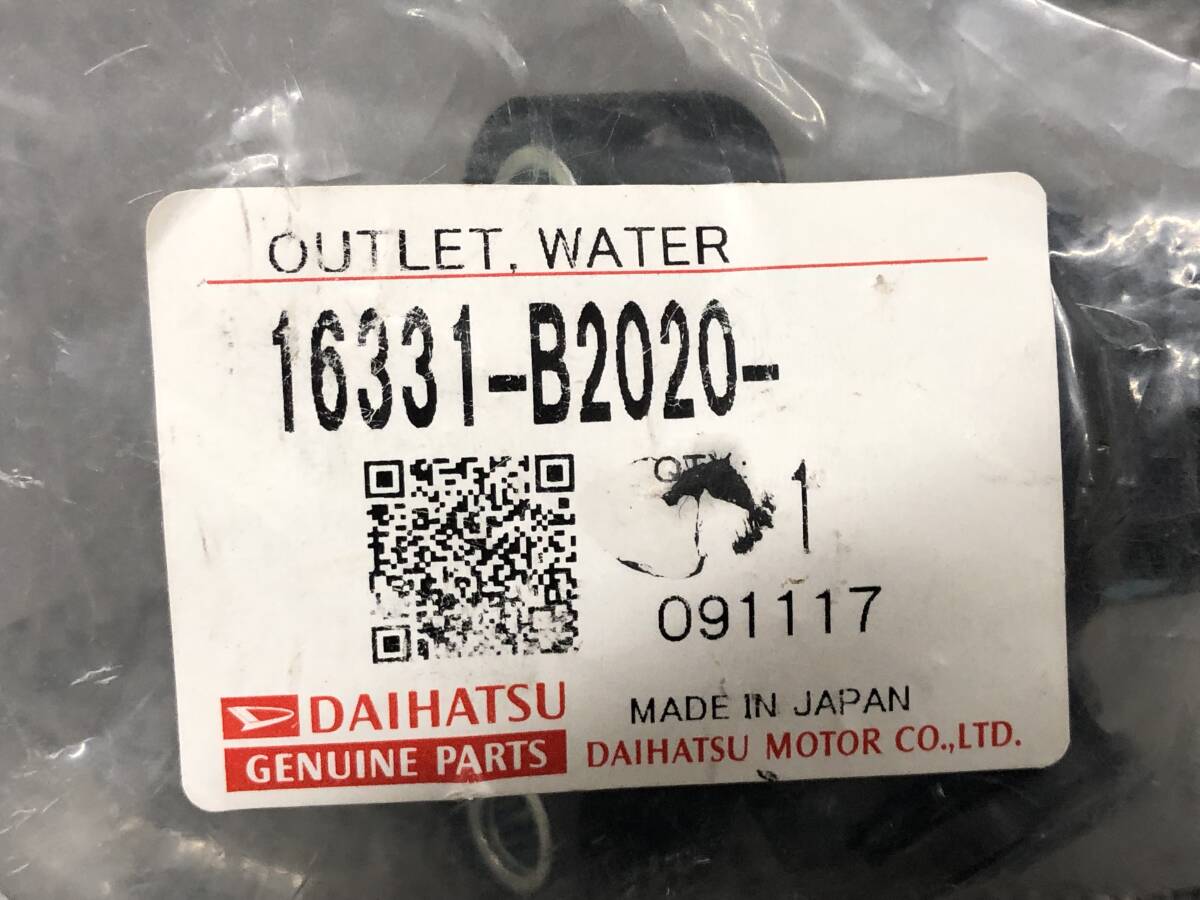 OUTLET, WATER
16331-B2020-
1
091117
DAIHATSU
GENUINE PARTS
MADE IN JAPAN
DAIHATSU MOTOR CO.,LTD.